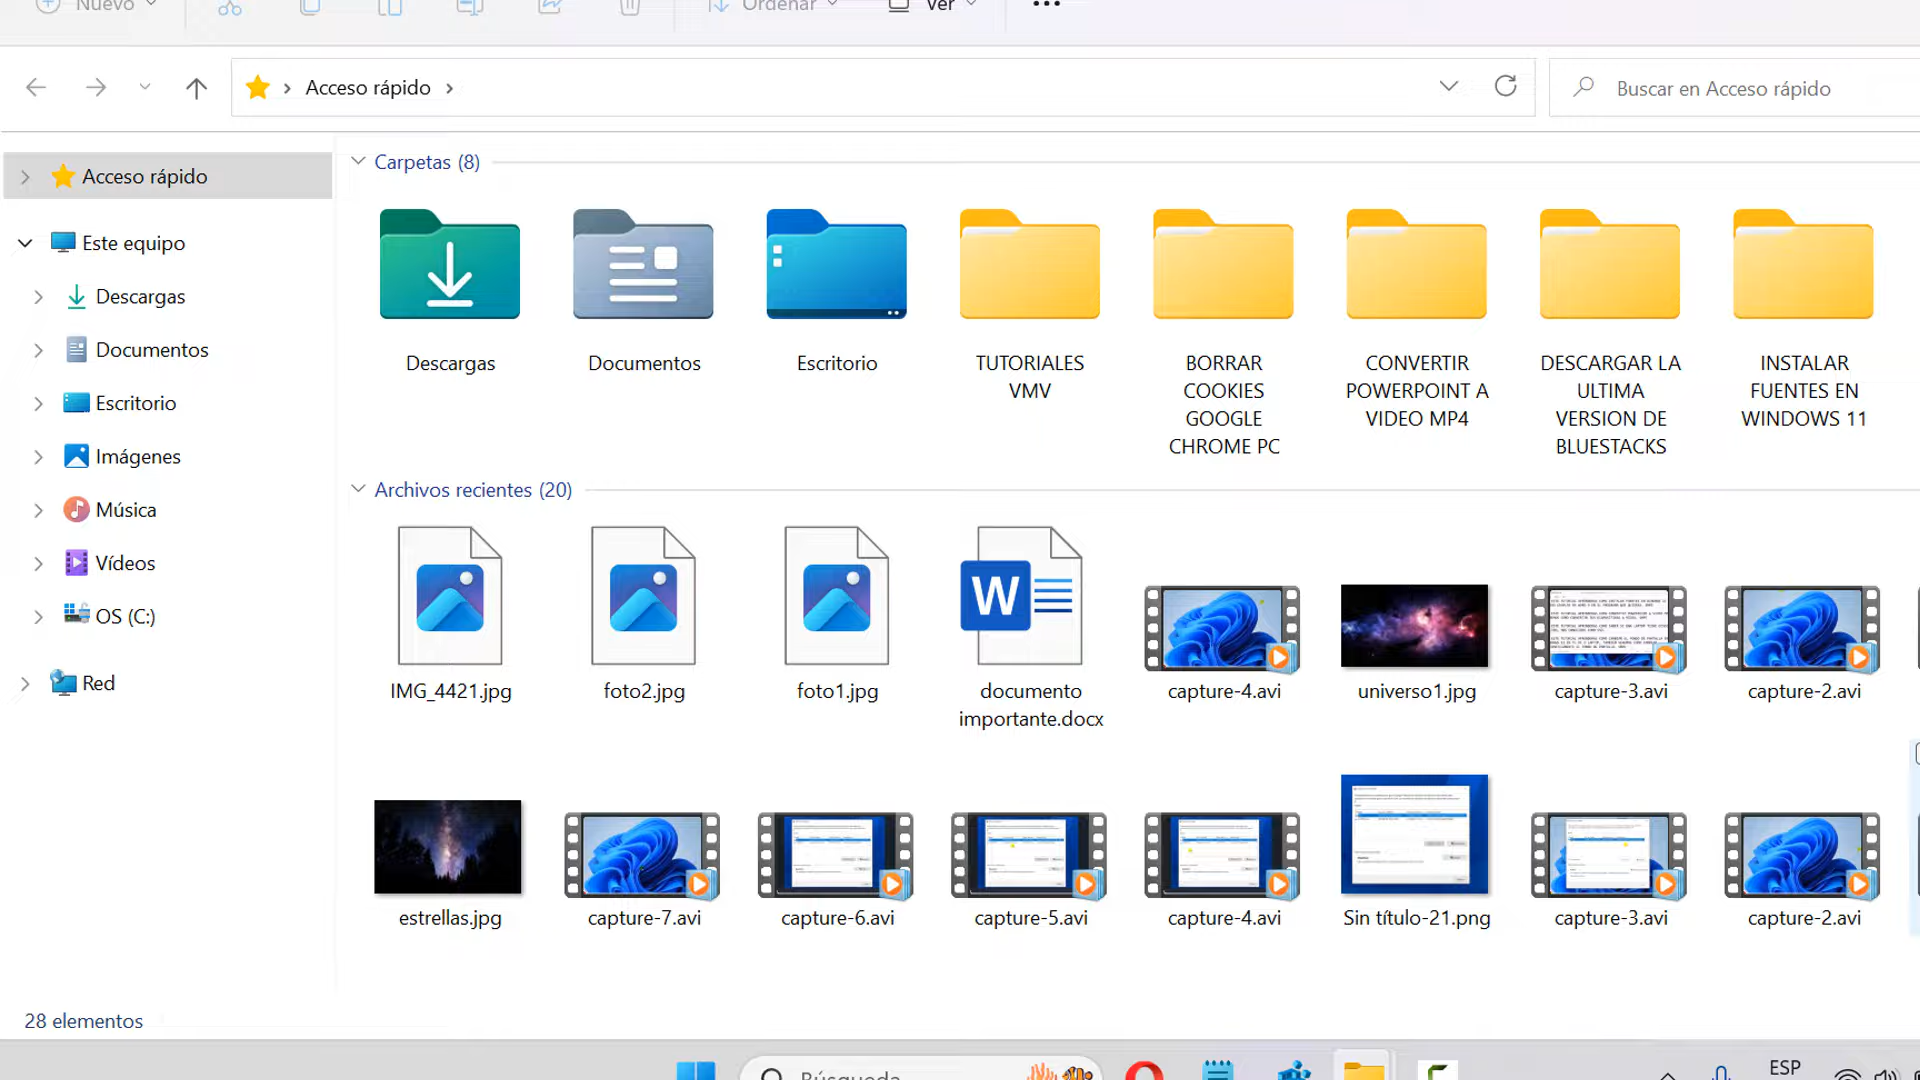 Nuevo
Ordenar
Ver
Acceso rápido
Buscar en Acceso rápido
Acceso rápido
Este equipo
Descargas
Documentos
Escritorio
Imágenes
Música
Vídeos
OS (C:)
Red
Carpetas (8)
Descargas
Documentos
Escritorio
TUTORIALES
VMV
BORRAR
COOKIES
GOOGLE
CHROME PC
CONVERTIR
POWERPOINT A
VIDEO MP4
DESCARGAR LA
ULTIMA
VERSION DE
BLUESTACKS
INSTALAR
FUENTES EN
WINDOWS 11
Archivos recientes (20)
IMG_4421.jpg
foto2.jpg
foto1.jpg
W
documento
importante.docx
capture-4.avi
universo1.jpg
capture-3.avi
capture-2.avi
estrellas.jpg
capture-7.avi
capture-6.avi
capture-5.avi
capture-4.avi
Sin título-21.png
capture-3.avi
capture-2.avi
28 elementos
Búsqueda
ESP